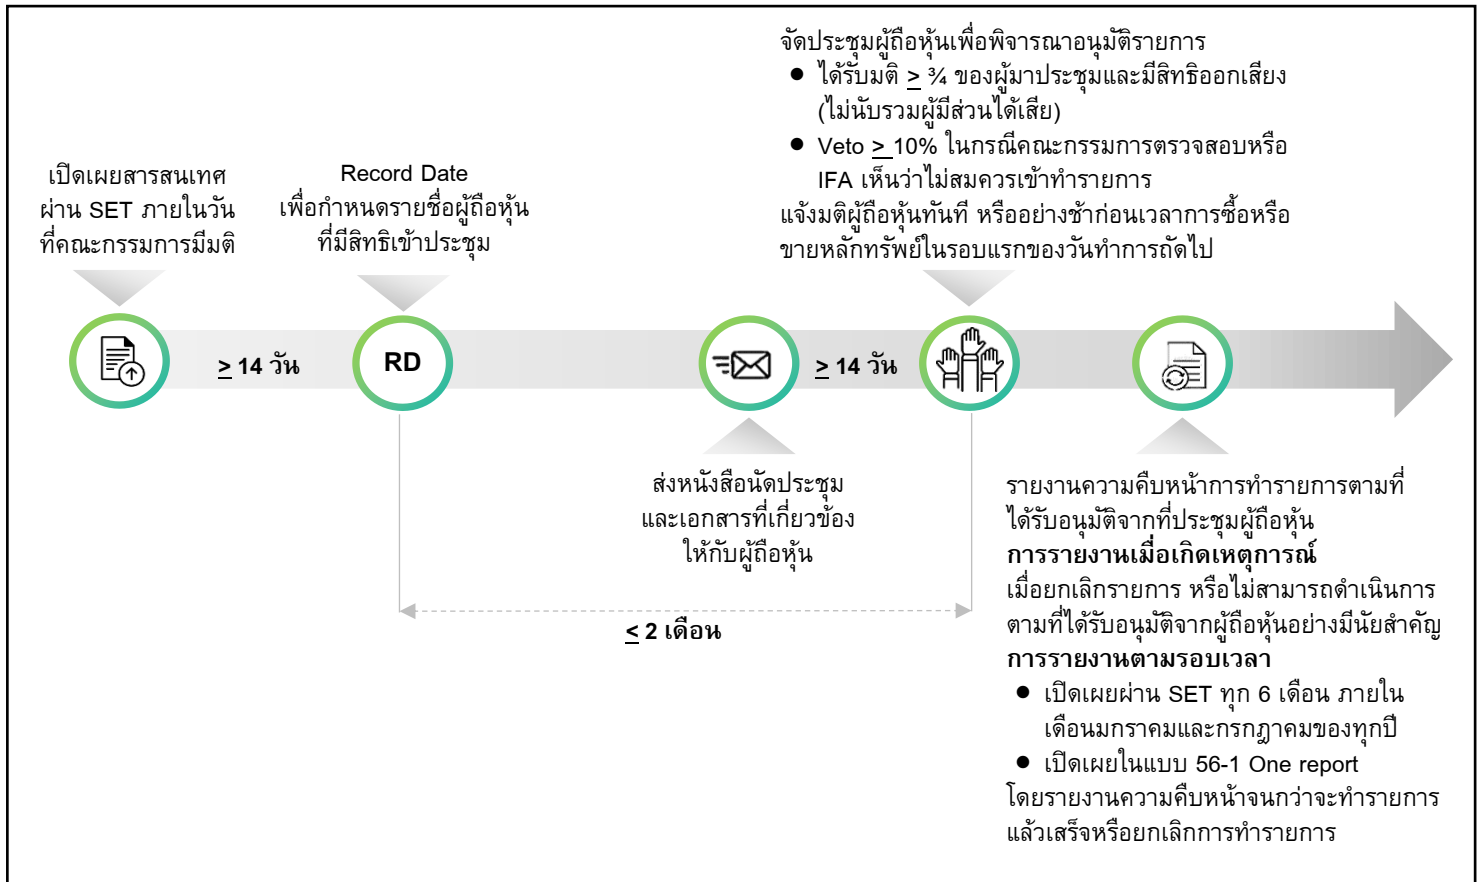 จัดประชุมผู้ถือหุ้นเพื่อพิจารณาอนุมัติรายการ
● ได้รับมติ ≥ ¾ ของผู้มาประชุมและมีสิทธิออกเสียง
(ไม่นับรวมผู้มีส่วนได้เสีย)
● Veto ≥ 10% ในกรณีคณะกรรมการตรวจสอบหรือ
IFA เห็นว่าไม่สมควรเข้าทำรายการ
แจ้งมติผู้ถือหุ้นทันที หรืออย่างช้าก่อนเวลาการซื้อหรือ
ขายหลักทรัพย์ในรอบแรกของวันทำการถัดไป
เปิดเผยสารสนเทศ
ผ่าน SET ภายในวัน
ที่คณะกรรมการมีมติ
Record Date
เพื่อกำหนดรายชื่อผู้ถือหุ้น
ที่มีสิทธิเข้าประชุม
≥ 14 วัน
RD
≥ 14 วัน
ส่งหนังสือนัดประชุม
และเอกสารที่เกี่ยวข้อง
ให้กับผู้ถือหุ้น
≤ 2 เดือน
รายงานความคืบหน้าการทำรายการตามที่
ได้รับอนุมัติจากที่ประชุมผู้ถือหุ้น
การรายงานเมื่อเกิดเหตุการณ์
เมื่อยกเลิกรายการ หรือไม่สามารถดำเนินการ
ตามที่ได้รับอนุมัติจากผู้ถือหุ้นอย่างมีนัยสำคัญ
การรายงานตามรอบเวลา
● เปิดเผยผ่าน SET ทุก 6 เดือน ภายใน
เดือนมกราคมและกรกฎาคมของทุกปี
● เปิดเผยในแบบ 56-1 One report
โดยรายงานความคืบหน้าจนกว่าจะทำรายการ
แล้วเสร็จหรือยกเลิกการทำรายการ